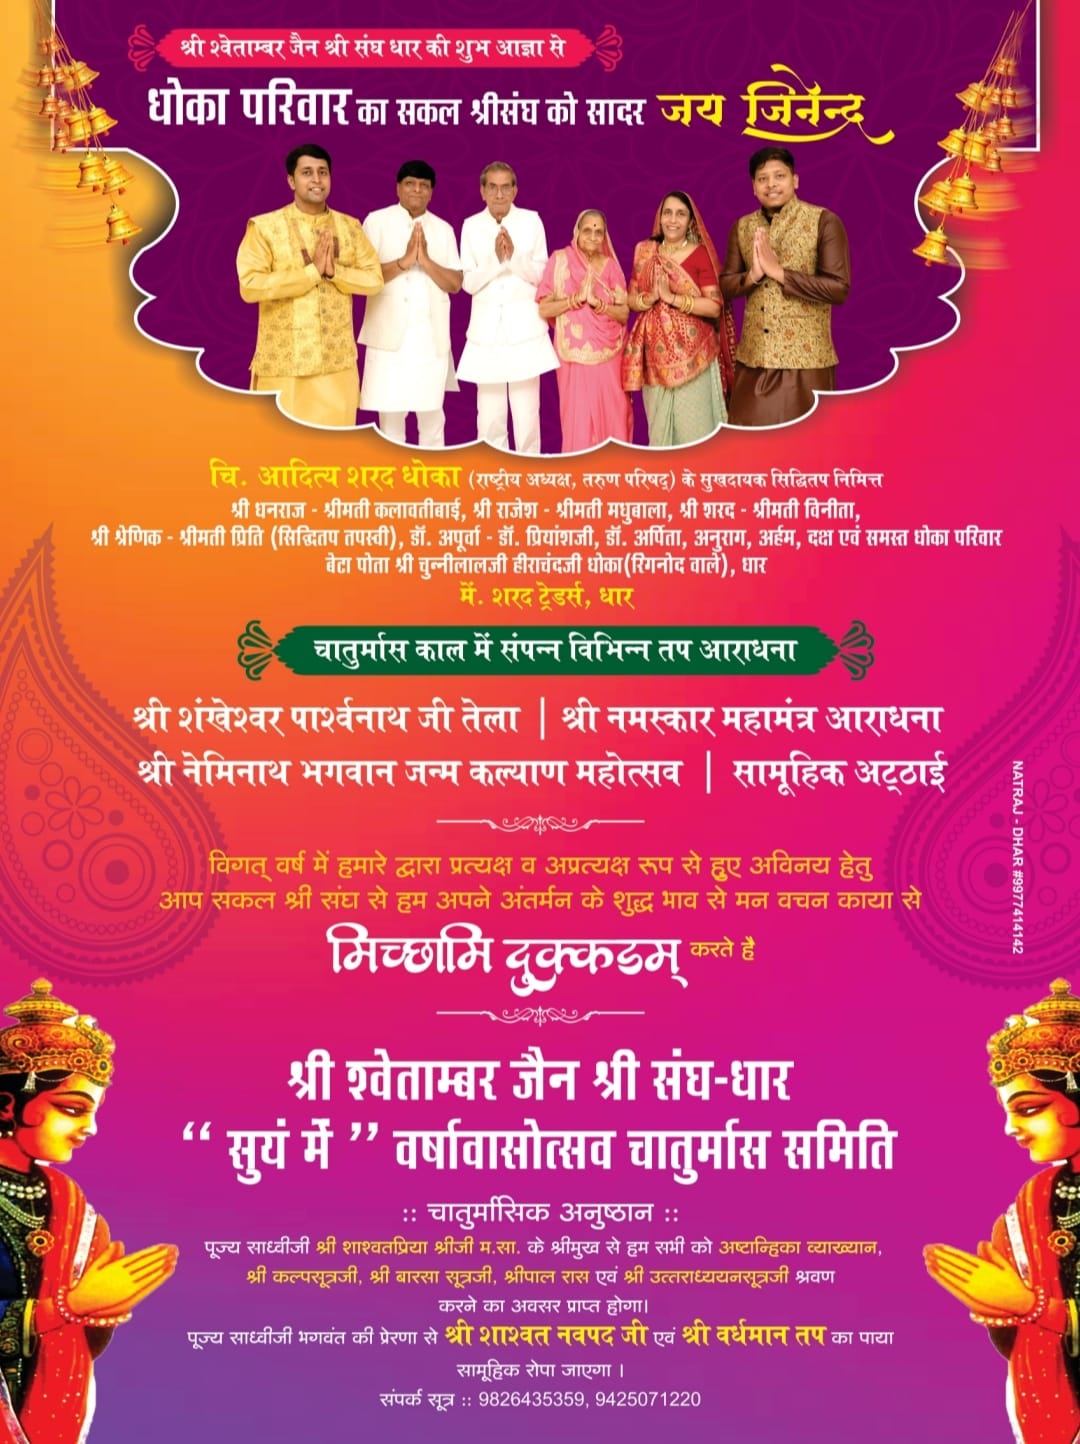 श्री श्वेताम्बर जैन श्री संघ धार की शुभ आज्ञा से
धोका परिवार का सकल श्रीसंघ को सादर जय जिनेन्द्र
चि. आदित्य शरद धोका (राष्ट्रीय अध्यक्ष, तरुण परिषद्) के सुखदायक सिद्धितप निमित्त
श्री धनराज - श्रीमती कलावतीबाई, श्री राजेश - श्रीमती मधुबाला, श्री शरद - श्रीमती विनीता,
श्री श्रेणिक - श्रीमती प्रिति (सिद्धितप तपस्वी), डॉ. अपूर्वा - डॉ. प्रियांशजी, डॉ. अर्पिता, अनुराग, अर्हम, दक्ष एवं समस्त धोका परिवार
बेटा पोता श्री चुन्नीलालजी हीराचंदजी धोका(रिंगनोद वाले), धार
में. शरद ट्रेडर्स, धार
चातुर्मास काल में संपन्न विभिन्न तप आराधना
श्री शंखेश्वर पार्श्वनाथ जी तेला | श्री नमस्कार महामंत्र आराधना
श्री नेमिनाथ भगवान जन्म कल्याण महोत्सव | सामूहिक अट्ठाई
विगत् वर्ष में हमारे द्वारा प्रत्यक्ष व अप्रत्यक्ष रूप से हुए अविनय हेतु
आप सकल श्री संघ से हम अपने अंतर्मन के शुद्ध भाव से मन वचन काया से
मिच्छामि दुक्कडम् करते है
श्री श्वेताम्बर जैन श्री संघ-धार
“ सुयं में ” वर्षावासोत्सव चातुर्मास समिति
:: चातुर्मासिक अनुष्ठान ::
पूज्य साध्वीजी श्री शाश्वतप्रिया श्रीजी म.सा. के श्रीमुख से हम सभी को अष्टान्हिका व्याख्यान,
श्री कल्पसूत्रजी, श्री बारसा सूत्रजी, श्रीपाल रास एवं श्री उत्तराध्ययनसूत्रजी श्रवण
करने का अवसर प्राप्त होगा।
पूज्य साध्वीजी भगवंत की प्रेरणा से श्री शाश्वत नवपद जी एवं श्री वर्धमान तप का पाया
सामूहिक रोपा जाएगा ।
संपर्क सूत्र :: 9826435359, 9425071220
NATRAJ - DHAR #9977414142